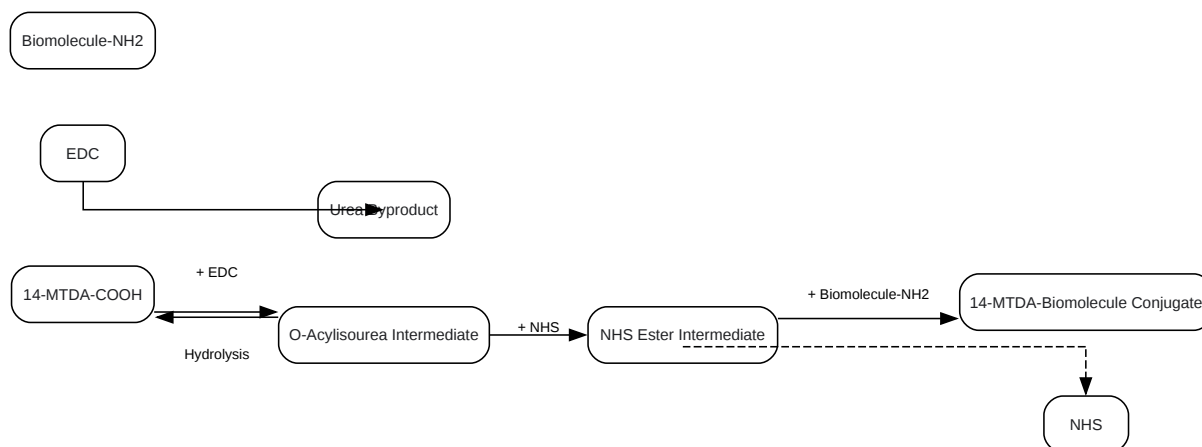 Biomolecule-NH2
EDC
Urea Byproduct
14-MTDA-COOH
+ EDC
Hydrolysis
O-Acylisourea Intermediate
+ NHS
NHS Ester Intermediate
+ Biomolecule-NH2
14-MTDA-Biomolecule Conjugate
NHS